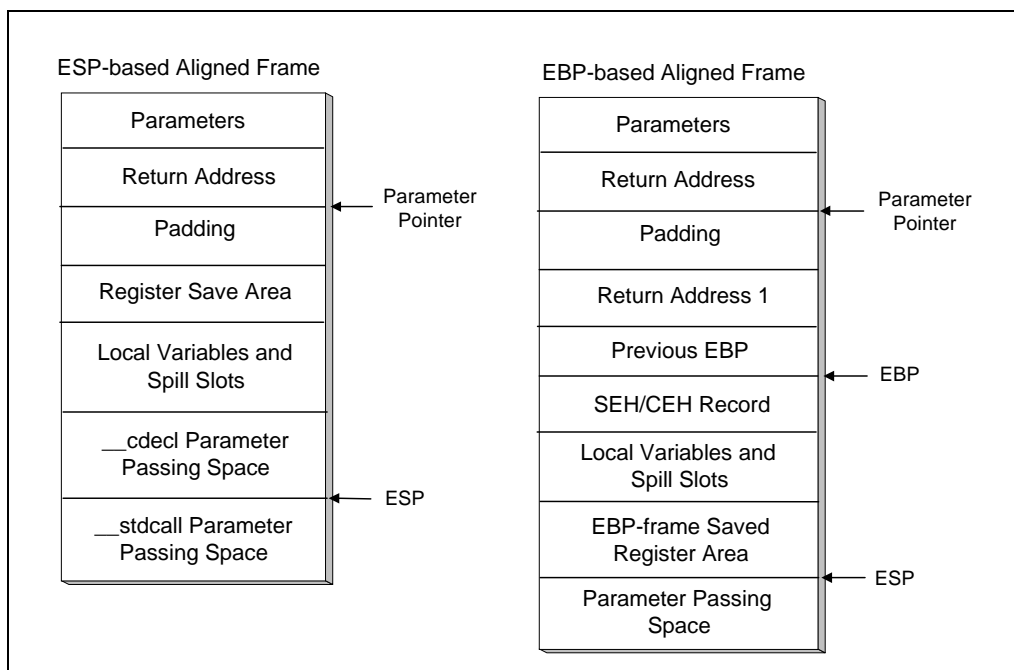 ESP-based Aligned Frame
Parameters
Return Address
Parameter
Pointer
Padding
Register Save Area
Local Variables and
Spill Slots
__cdecl Parameter
Passing Space
ESP
__stdcall Parameter
Passing Space
EBP-based Aligned Frame
Parameters
Return Address
Parameter
Pointer
Padding
Return Address 1
Previous EBP
EBP
SEH/CEH Record
Local Variables and
Spill Slots
EBP-frame Saved
Register Area
ESP
Parameter Passing
Space